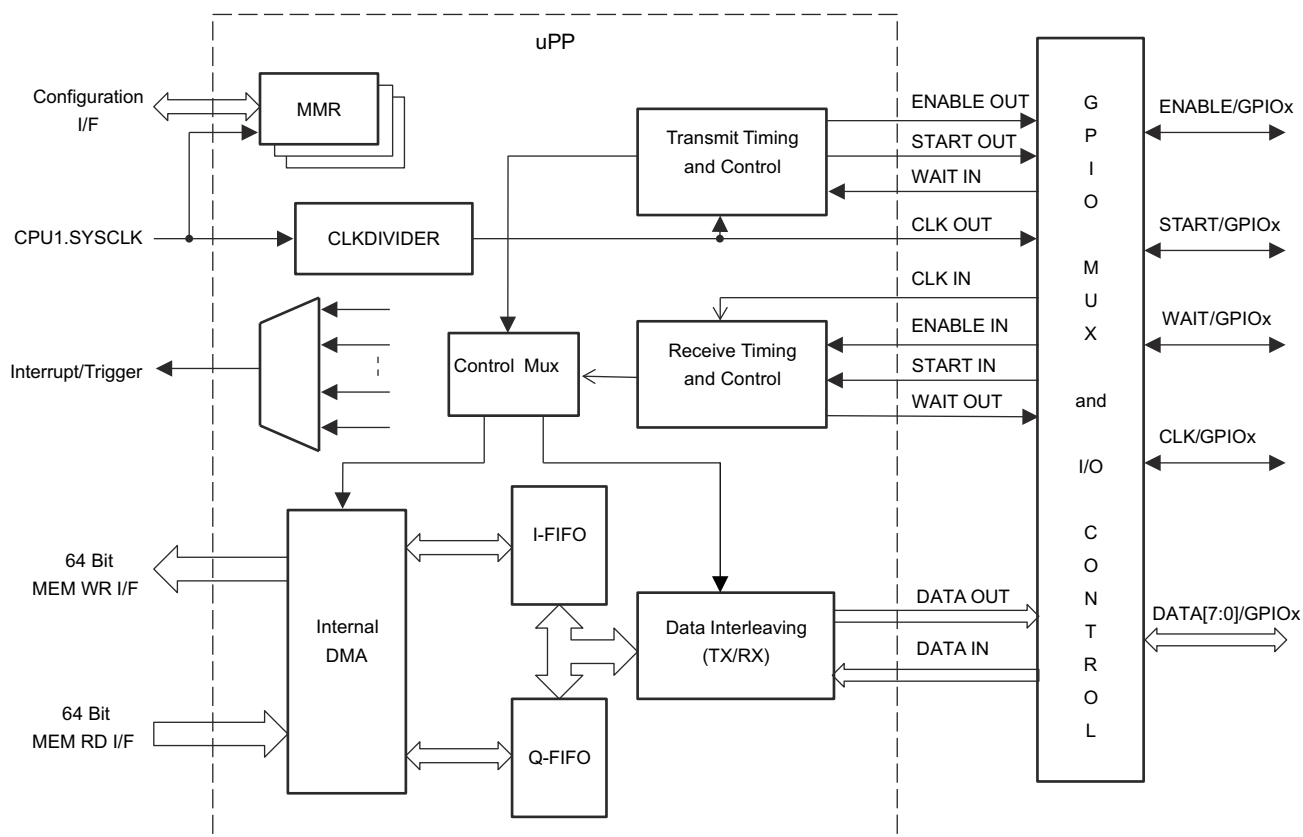 uPP
Configuration
I/F
MMR
CPU1.SYSCLK
CLKDIVIDER
Interrupt/Trigger
Control Mux
Transmit Timing
and Control
Receive Timing
and Control
ENABLE OUT
START OUT
WAIT IN
CLK OUT
CLK IN
ENABLE IN
START IN
WAIT OUT
64 Bit
MEM WR I/F
64 Bit
MEM RD I/F
Internal
DMA
I-FIFO
Q-FIFO
Data Interleaving
(TX/RX)
DATA OUT
DATA IN
GPIO
MUX
and
I/O
CONTROL
ENABLE/GPIOx
START/GPIOx
WAIT/GPIOx
CLK/GPIOx
DATA[7:0]/GPIOx